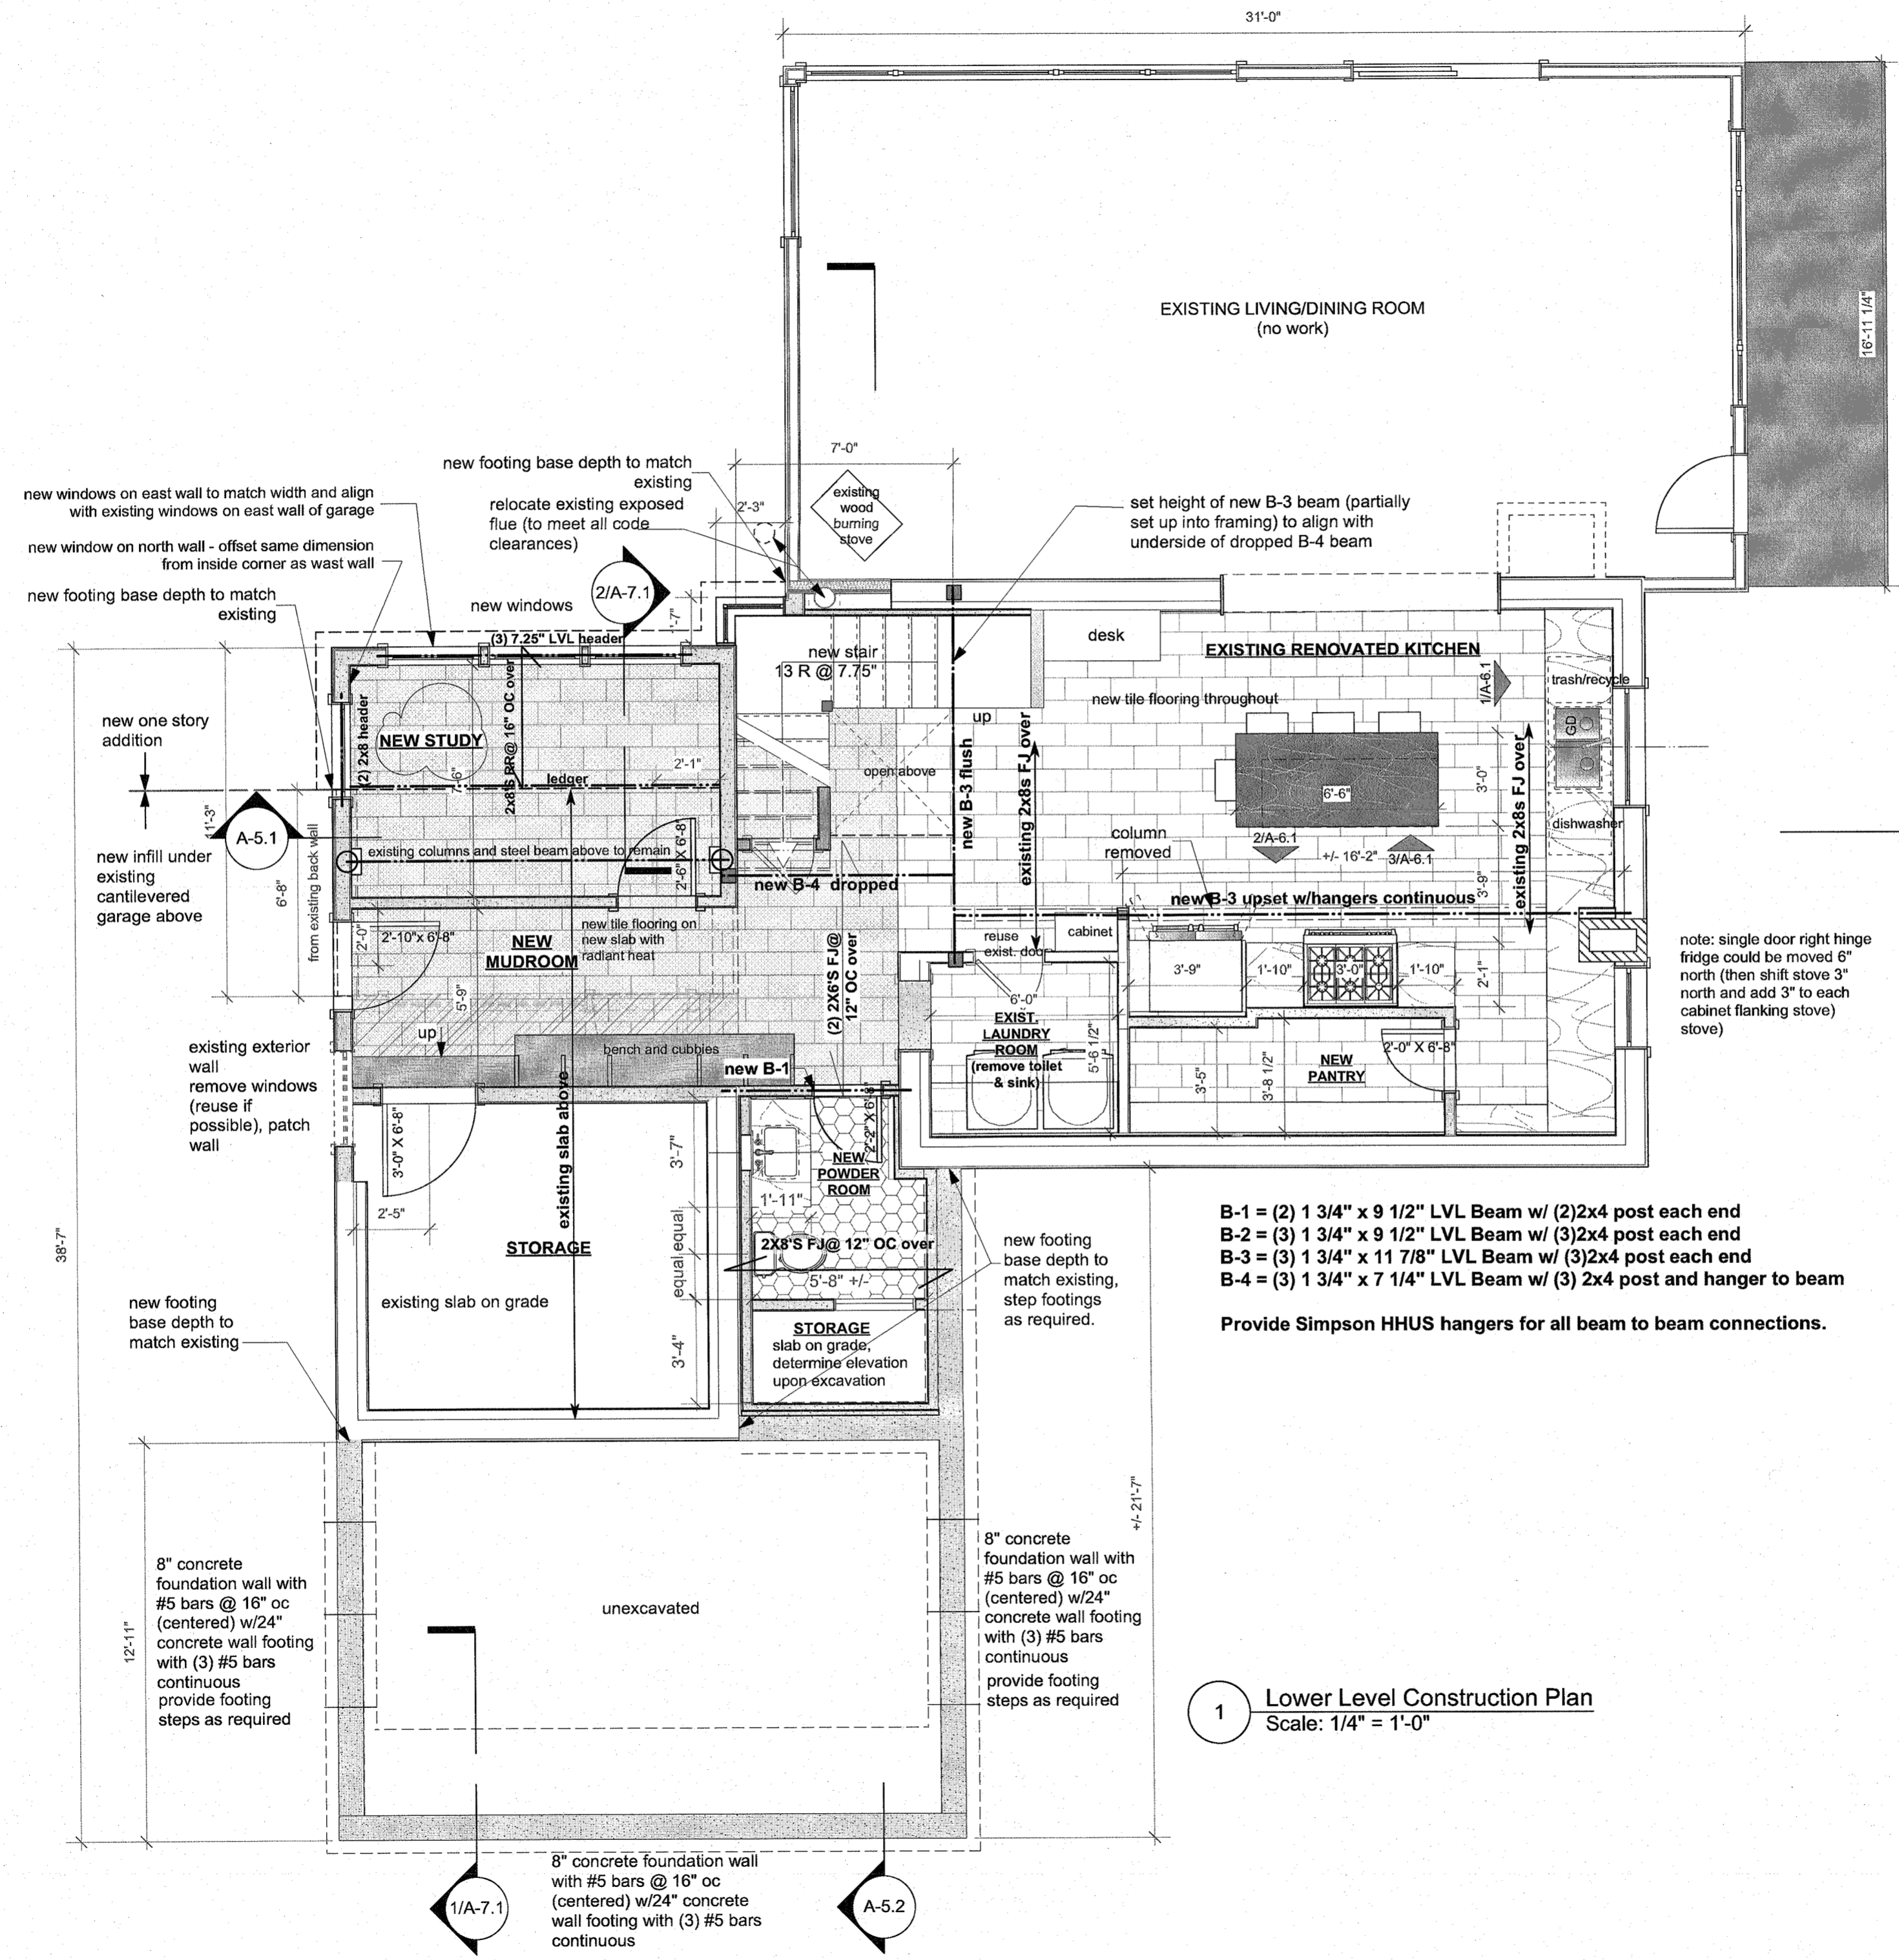 31'-0"
16'-11 1/4"
EXISTING LIVING/DINING ROOM
(no work)
7'-0"
new footing base depth to match
existing
relocate existing exposed
flue (to meet all code
clearances)
2'-3"
existing
wood
burning
stove
set height of new B-3 beam (partially
set up into framing) to align with
underside of dropped B-4 beam
new windows on east wall to match width and align
with existing windows on east wall of garage
new window on north wall - offset same dimension
from inside corner as wast wall
new footing base depth to match
existing
2/A-7.1
new windows
(3) 7.25" LVL header
-7"
new stair
13 R @ 7.75"
desk
EXISTING RENOVATED KITCHEN
1/A-6.1
trash/recycle
new tile flooring throughout
up
GD
NEW STUDY
(2) 2x8 header
2x8'S RR@ 16" OC over
7'-6"
ledger
2'-1"
open above
new B-3 flush
existing 2x8s FJ over
6'-6"
3'-0"
existing 2x8s FJ over
dishwasher
new one story
addition
11'-3"
A-5.1
new infill under
existing
cantilevered
garage above
6'-8"
from existing back wall
existing columns and steel beam above to remain
2'-6" X 6'-8"
new B-4 dropped
column
removed
2/A-6.1
+/- 16'-2"
3/A-6.1
3'-9"
new B-3 upset w/hangers continuous
2'-0"
2'-10"x 6'-8"
NEW
MUDROOM
new tile flooring on
new slab with
radiant heat
5'-9"
(2) 2X6'S FJ@
12" OC over
reuse
exist. door
cabinet
3'-9"
1'-10"
3'-0"
1'-10"
2'-1"
note: single door right hinge
fridge could be moved 6"
north (then shift stove 3"
north and add 3" to each
cabinet flanking stove)
stove)
6'-0"
EXIST.
LAUNDRY
ROOM
(remove toilet
& sink)
5'-6 1/2"
3'-5"
3'-8 1/2"
NEW
PANTRY
2'-0" X 6'-8"
up
bench and cubbies
new B-1
existing exterior
wall
remove windows
(reuse if
possible), patch
wall
3'-0" X 6'-8"
2'-5"
existing slab above
3'-7"
2'-2" X 6'-8"
NEW
POWDER
ROOM
1'-11"
STORAGE
equal equal
2X8'S FJ@ 12" OC over
5'-8" +/-
existing slab on grade
3'-4"
STORAGE
slab on grade,
determine elevation
upon excavation
new footing
base depth to
match existing,
step footings
as required.
B-1 = (2) 1 3/4" x 9 1/2" LVL Beam w/ (2)2x4 post each end
B-2 = (3) 1 3/4" x 9 1/2" LVL Beam w/ (3)2x4 post each end
B-3 = (3) 1 3/4" x 11 7/8" LVL Beam w/ (3)2x4 post each end
B-4 = (3) 1 3/4" x 7 1/4" LVL Beam w/ (3) 2x4 post and hanger to beam
Provide Simpson HHUS hangers for all beam to beam connections.
38'-7"
new footing
base depth to
match existing
12'-11"
8" concrete
foundation wall with
#5 bars @ 16" oc
(centered) w/24"
concrete wall footing
with (3) #5 bars
continuous
provide footing
steps as required
unexcavated
+/- 21'-7"
8" concrete
foundation wall with
#5 bars @ 16" oc
(centered) w/24"
concrete wall footing
with (3) #5 bars
continuous
provide footing
steps as required
1
Lower Level Construction Plan
Scale: 1/4" = 1'-0"
1/A-7.1
8" concrete foundation wall
with #5 bars @ 16" oc
(centered) w/24" concrete
wall footing with (3) #5 bars
continuous
A-5.2